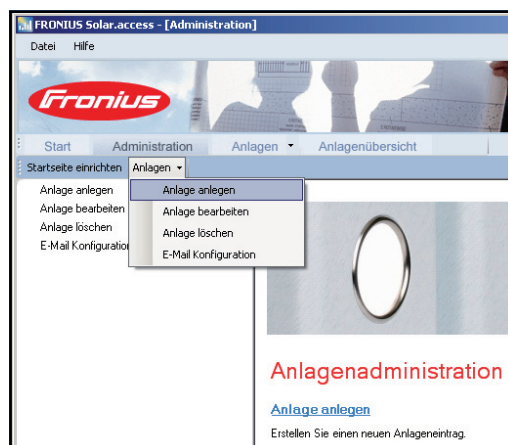 FRONIUS Solar.access - [Administration]
Datei Hilfe
Fronius
Start Administration Anlagen Anlagenübersicht
Startseite einrichten Anlagen
Anlage anlegen
Anlage bearbeiten
Anlage löschen
E-Mail Konfiguration
Anlage anlegen
Anlage bearbeiten
Anlage löschen
E-Mail Konfiguration
Anlagenadministration
Anlage anlegen
Erstellen Sie einen neuen Anlageneintrag.